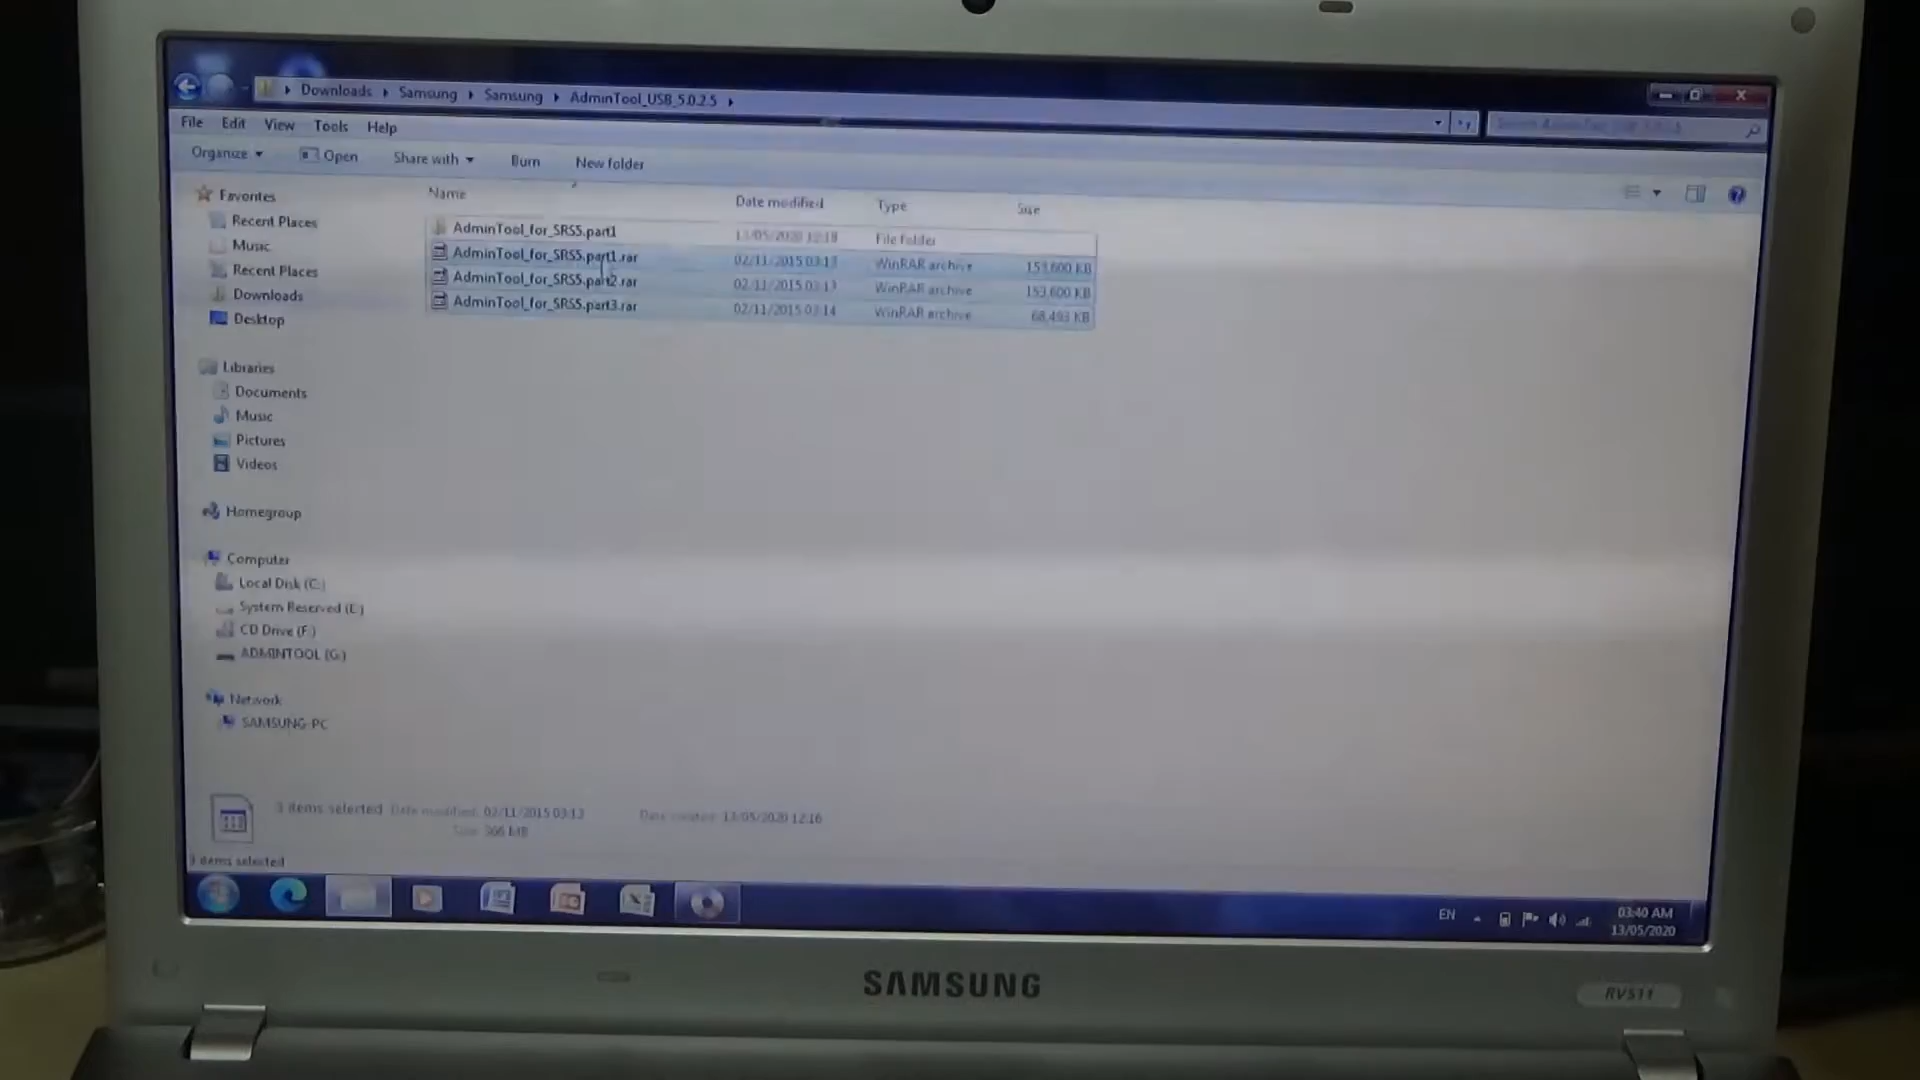 Downloads Samsung Samsung AdminTool_USB_5.0.2.5
File Edit View Tools Help
Organize Open Share with Burn New folder
Name Date modified Type Size
Favorites
Recent Places
Music
Recent Places
Downloads
Desktop
Libraries
Documents
Music
Pictures
Videos
Homegroup
Computer
Local Disk (C:)
System Reserved (E:)
CD Drive (F:)
ADMINTOOL (G:)
Network
SAMSUNG-PC
AdminTool_for_SRS5.part1 13/05/2020 12:18 File folder
AdminTool_for_SRS5.part1.rar 02/11/2015 03:13 WinRAR archive 153,600 KB
AdminTool_for_SRS5.part2.rar 02/11/2015 03:13 WinRAR archive 153,600 KB
AdminTool_for_SRS5.part3.rar 02/11/2015 03:14 WinRAR archive 68,493 KB
3 items selected Date modified: 02/11/2015 03:13 Date created: 13/05/2020 12:16
Size: 366 MB
3 items selected
EN
03:40 AM
13/05/2020
SAMSUNG
RV511